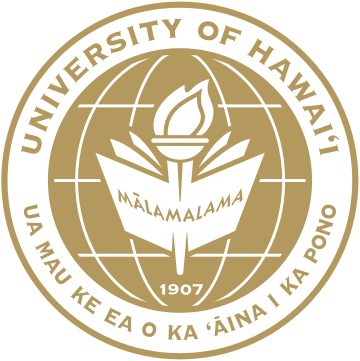 UNIVERSITY OF HAWAIʻI
MĀLAMALAMA
1907
UA MAU KE EA O KA ʻĀINA I KA PONO